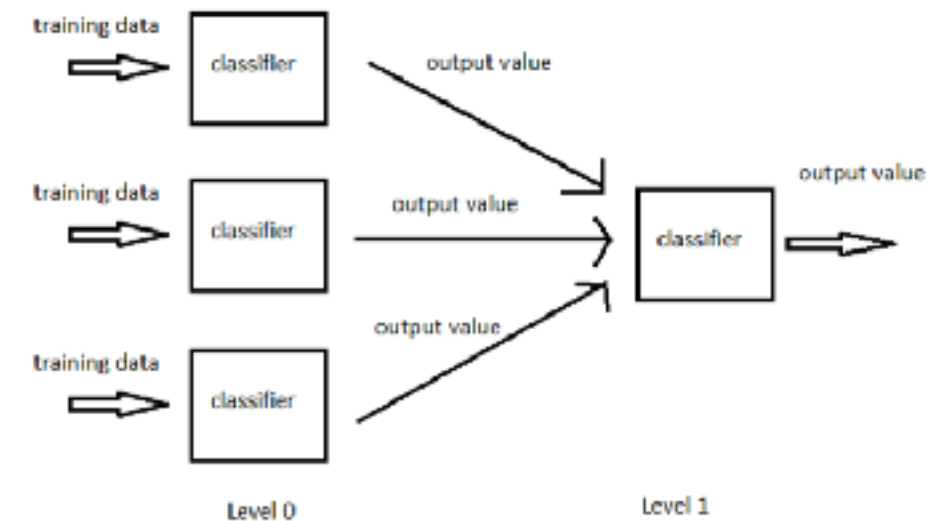 training data
classifier
output value
training data
classifier
output value
output value
classifier
output value
training data
classifier
Level 0
Level 1